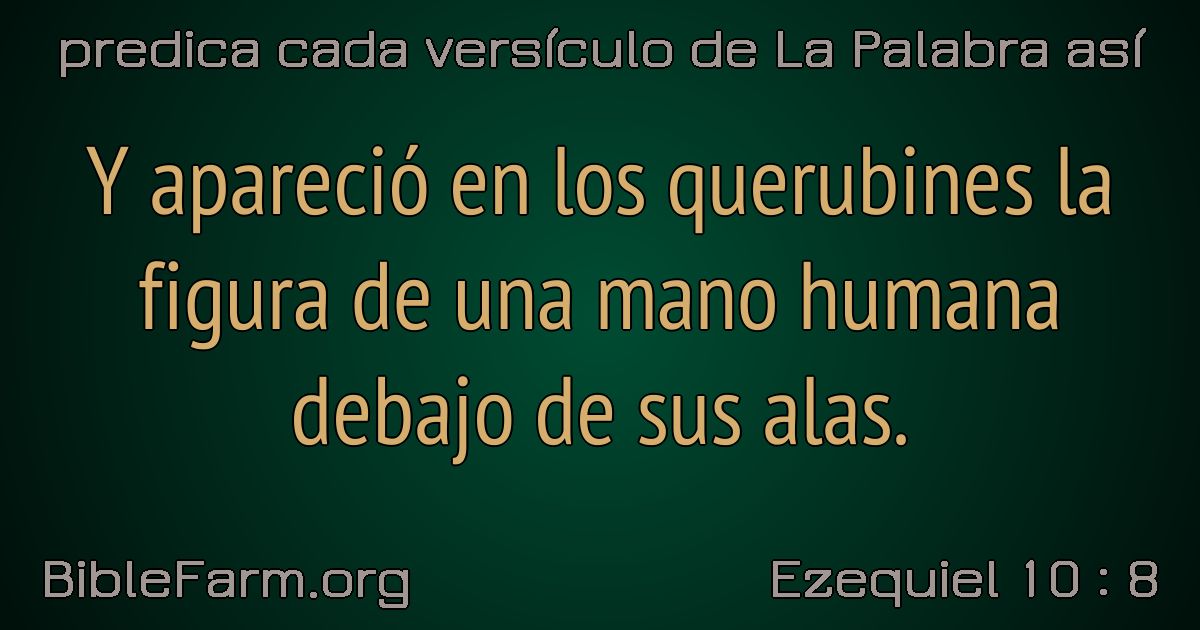 predica cada versículo de La Palabra así
Y apareció en los querubines la
figura de una mano humana
debajo de sus alas.
BibleFarm.org
Ezequiel 10 : 8